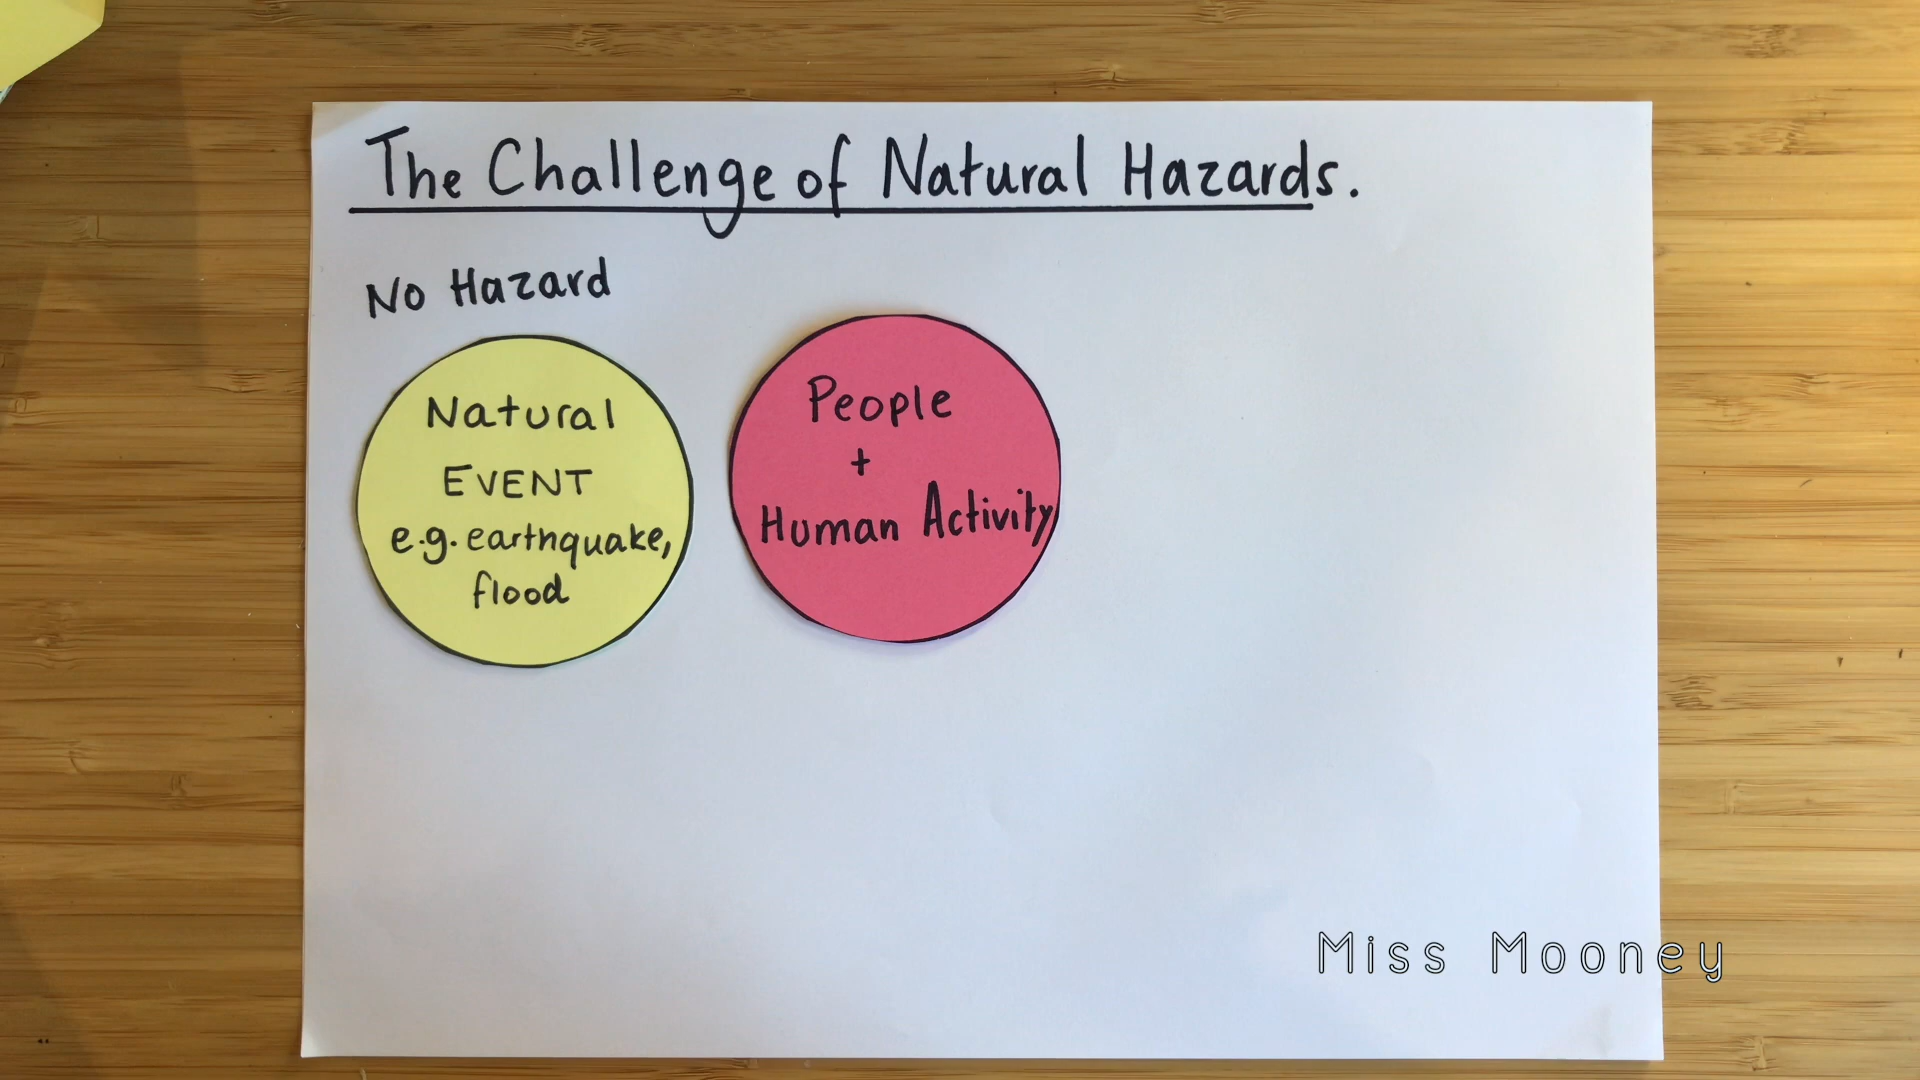 The Challenge of Natural Hazards.
No Hazard
Natural
EVENT
e.g. earthquake,
flood
People
+
Human Activity
Miss Mooney